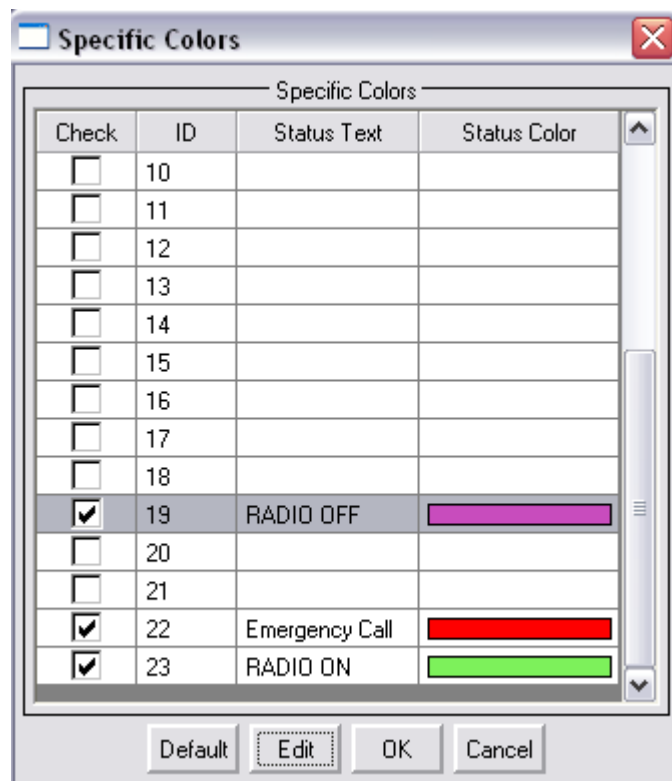 Specific Colors
Specific Colors
Check ID Status Text Status Color
10
11
12
13
14
15
16
17
18
19 RADIO OFF
20
21
22 Emergency Call
23 RADIO ON
Default Edit OK Cancel